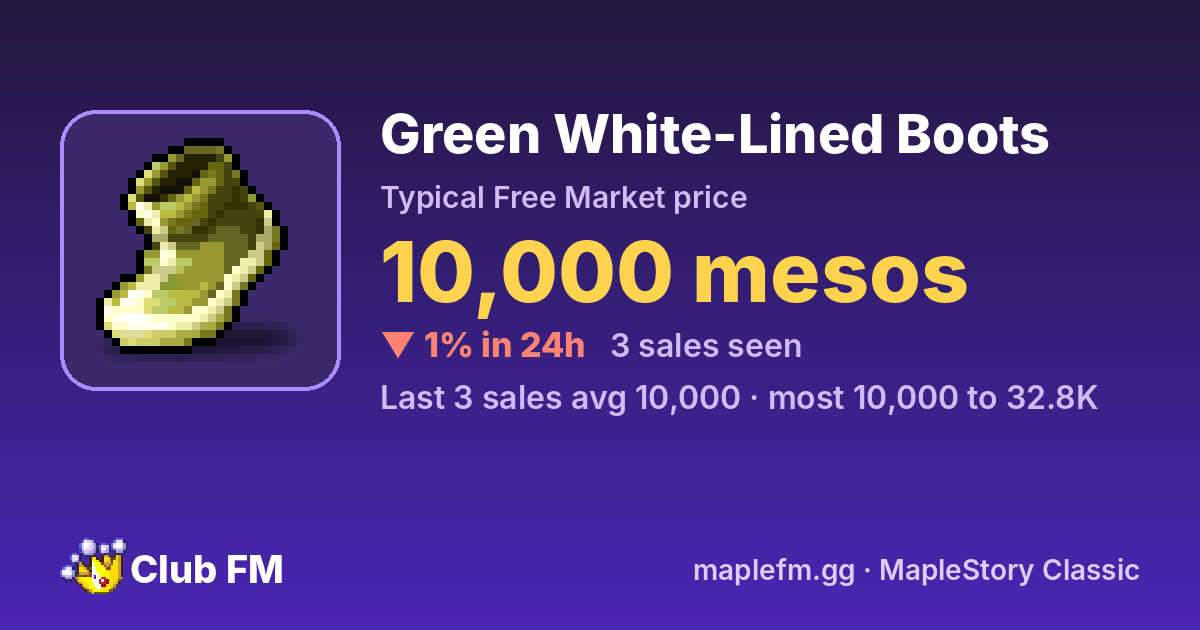 Green White-Lined Boots
Typical Free Market price
10,000 mesos
▼ 1% in 24h 3 sales seen
Last 3 sales avg 10,000 · most 10,000 to 32.8K
Club FM
maplefm.gg · MapleStory Classic